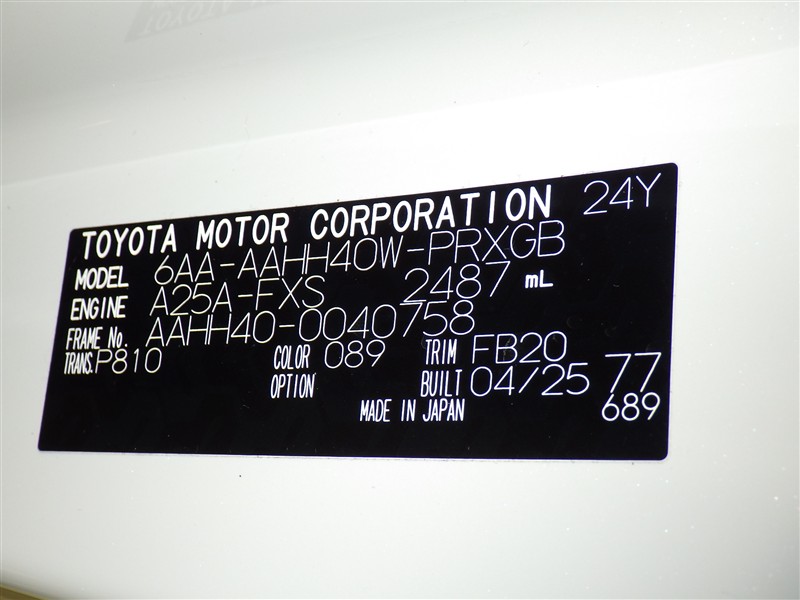 TOYOTA MOTOR CORPORATION 24Y
MODEL 6AA-AAHH40W-PRXGB
ENGINE A25A-FXS 2487 mL
FRAME No. AAHH40-0040758
TRANS. P810 COLOR 089 TRIM FB20
OPTION BUILT 04/25 77
MADE IN JAPAN 689